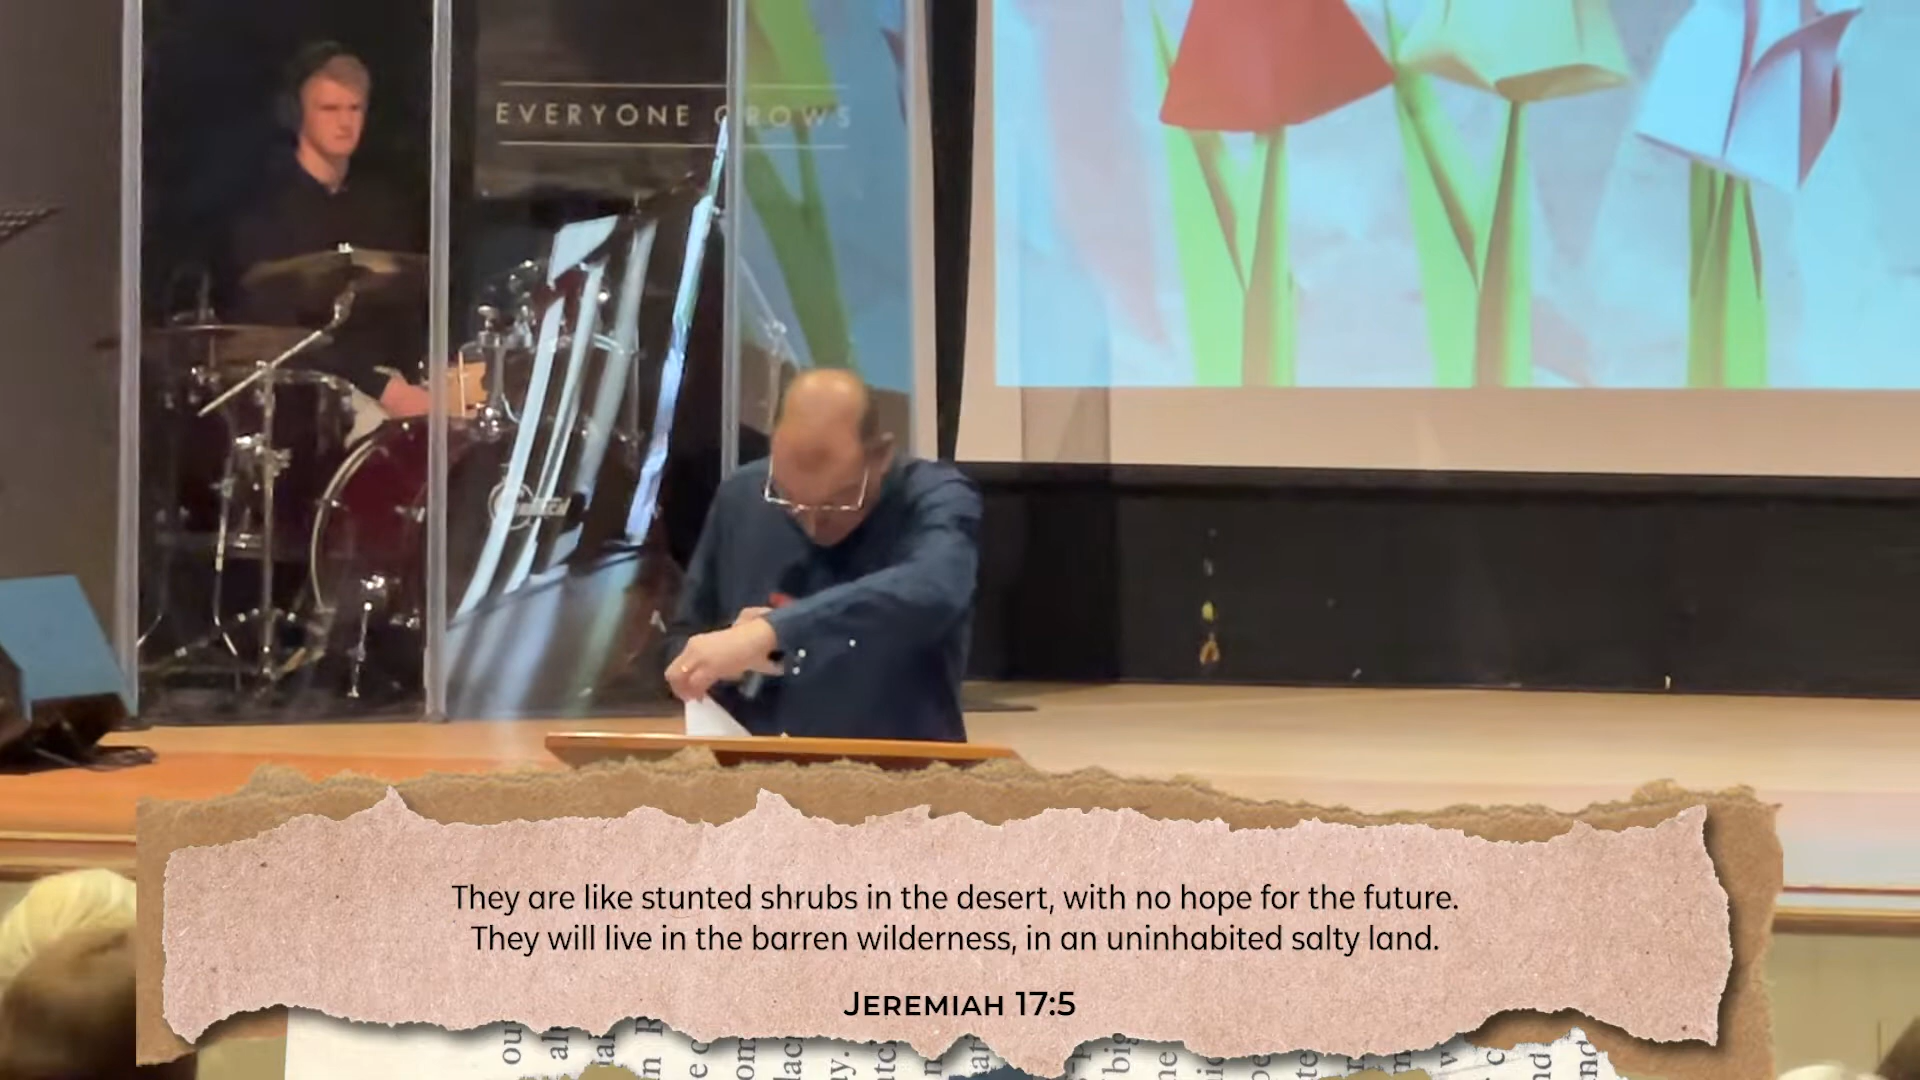 EVERYONE GROWS
They are like stunted shrubs in the desert, with no hope for the future.
They will live in the barren wilderness, in an uninhabited salty land.
JEREMIAH 17:5